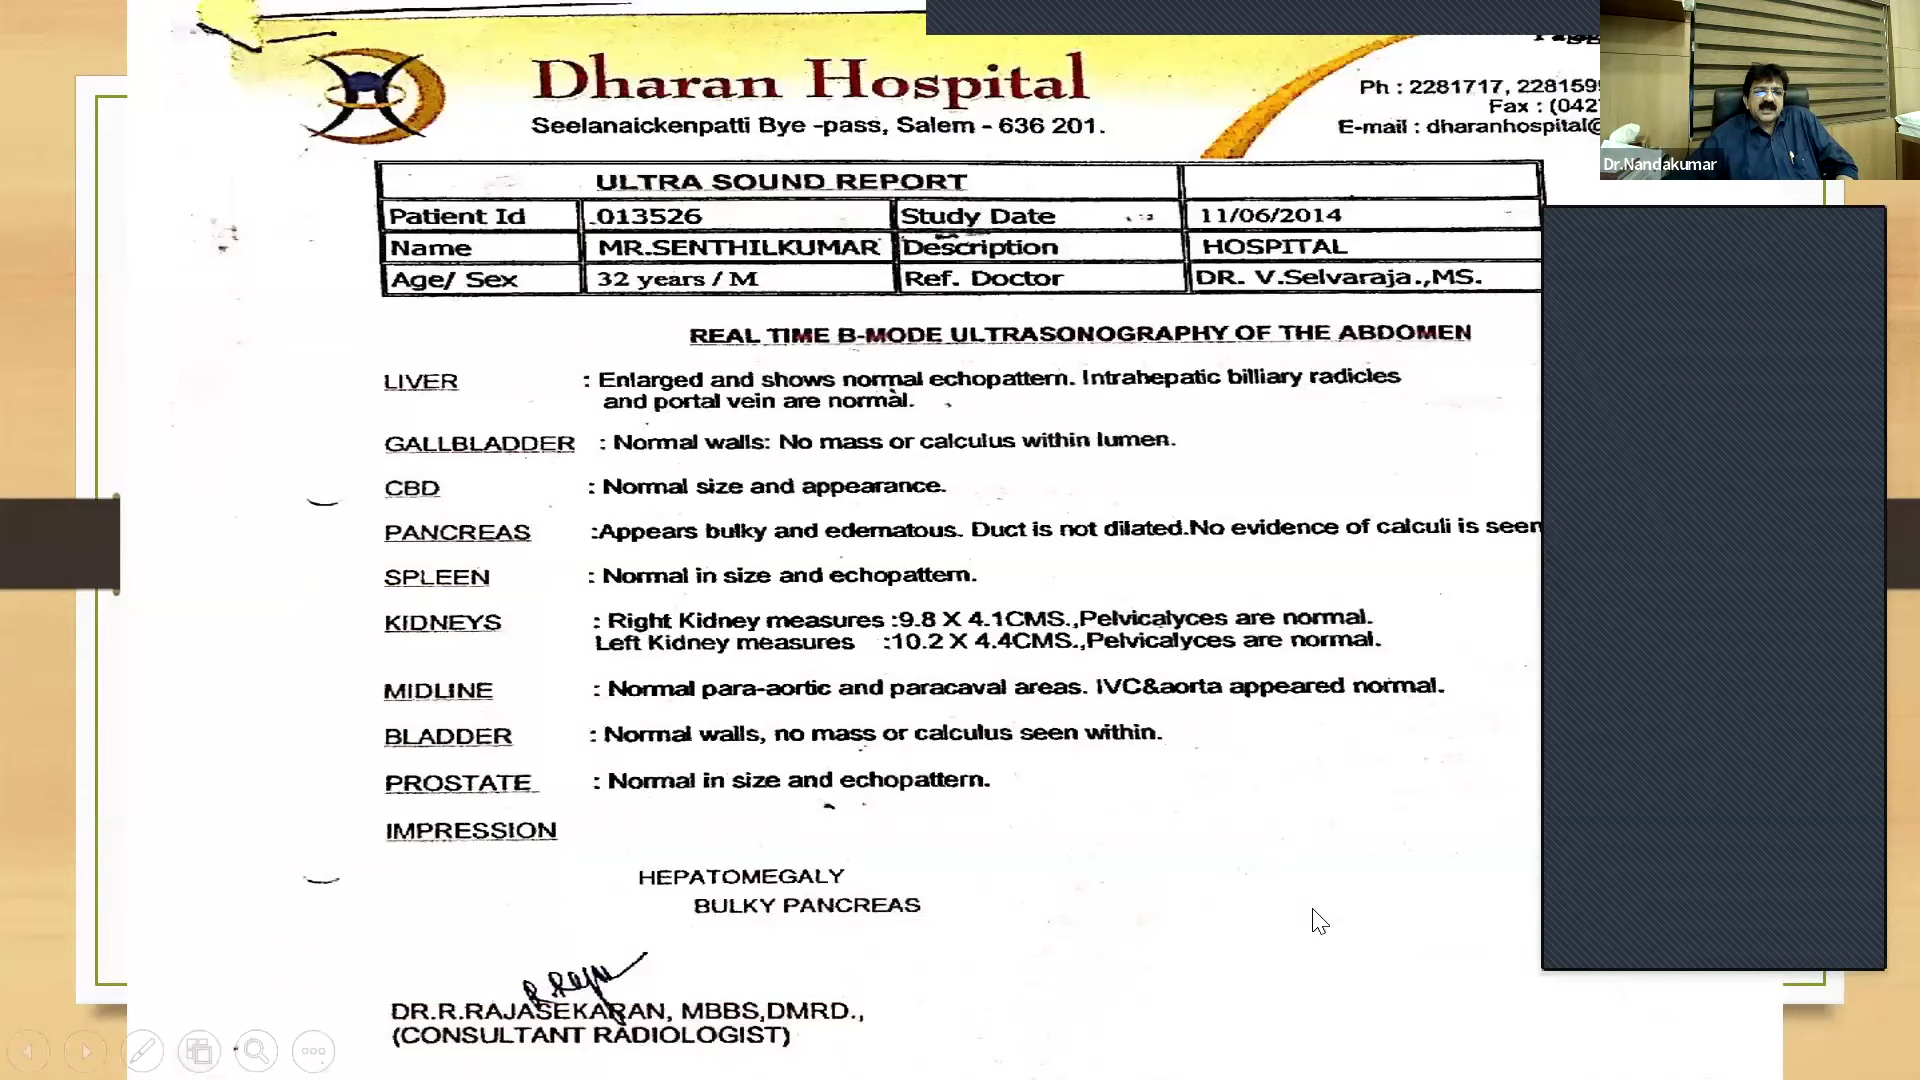 Dharan Hospital
Seelanaickenpatti Bye -pass, Salem - 636 201.
Ph : 2281717, 228159
Fax : (042
E-mail : dharanhospital@
Dr.Nandakumar
ULTRA SOUND REPORT
Patient Id 013526 Study Date 11/06/2014
Name MR.SENTHILKUMAR Description HOSPITAL
Age/ Sex 32 years / M Ref. Doctor DR. V.Selvaraja.,MS.
REAL TIME B-MODE ULTRASONOGRAPHY OF THE ABDOMEN
LIVER : Enlarged and shows normal echopattern. Intrahepatic billiary radicles
and portal vein are normal.
GALLBLADDER : Normal walls: No mass or calculus within lumen.
CBD : Normal size and appearance.
PANCREAS :Appears bulky and edematous. Duct is not dilated.No evidence of calculi is seen
SPLEEN : Normal in size and echopattern.
KIDNEYS : Right Kidney measures :9.8 X 4.1CMS.,Pelvicalyces are normal.
Left Kidney measures :10.2 X 4.4CMS.,Pelvicalyces are normal.
MIDLINE : Normal para-aortic and paracaval areas. IVC&aorta appeared normal.
BLADDER : Normal walls, no mass or calculus seen within.
PROSTATE : Normal in size and echopattern.
IMPRESSION
HEPATOMEGALY
BULKY PANCREAS
DR.R.RAJASEKARAN, MBBS,DMRD.,
(CONSULTANT RADIOLOGIST)